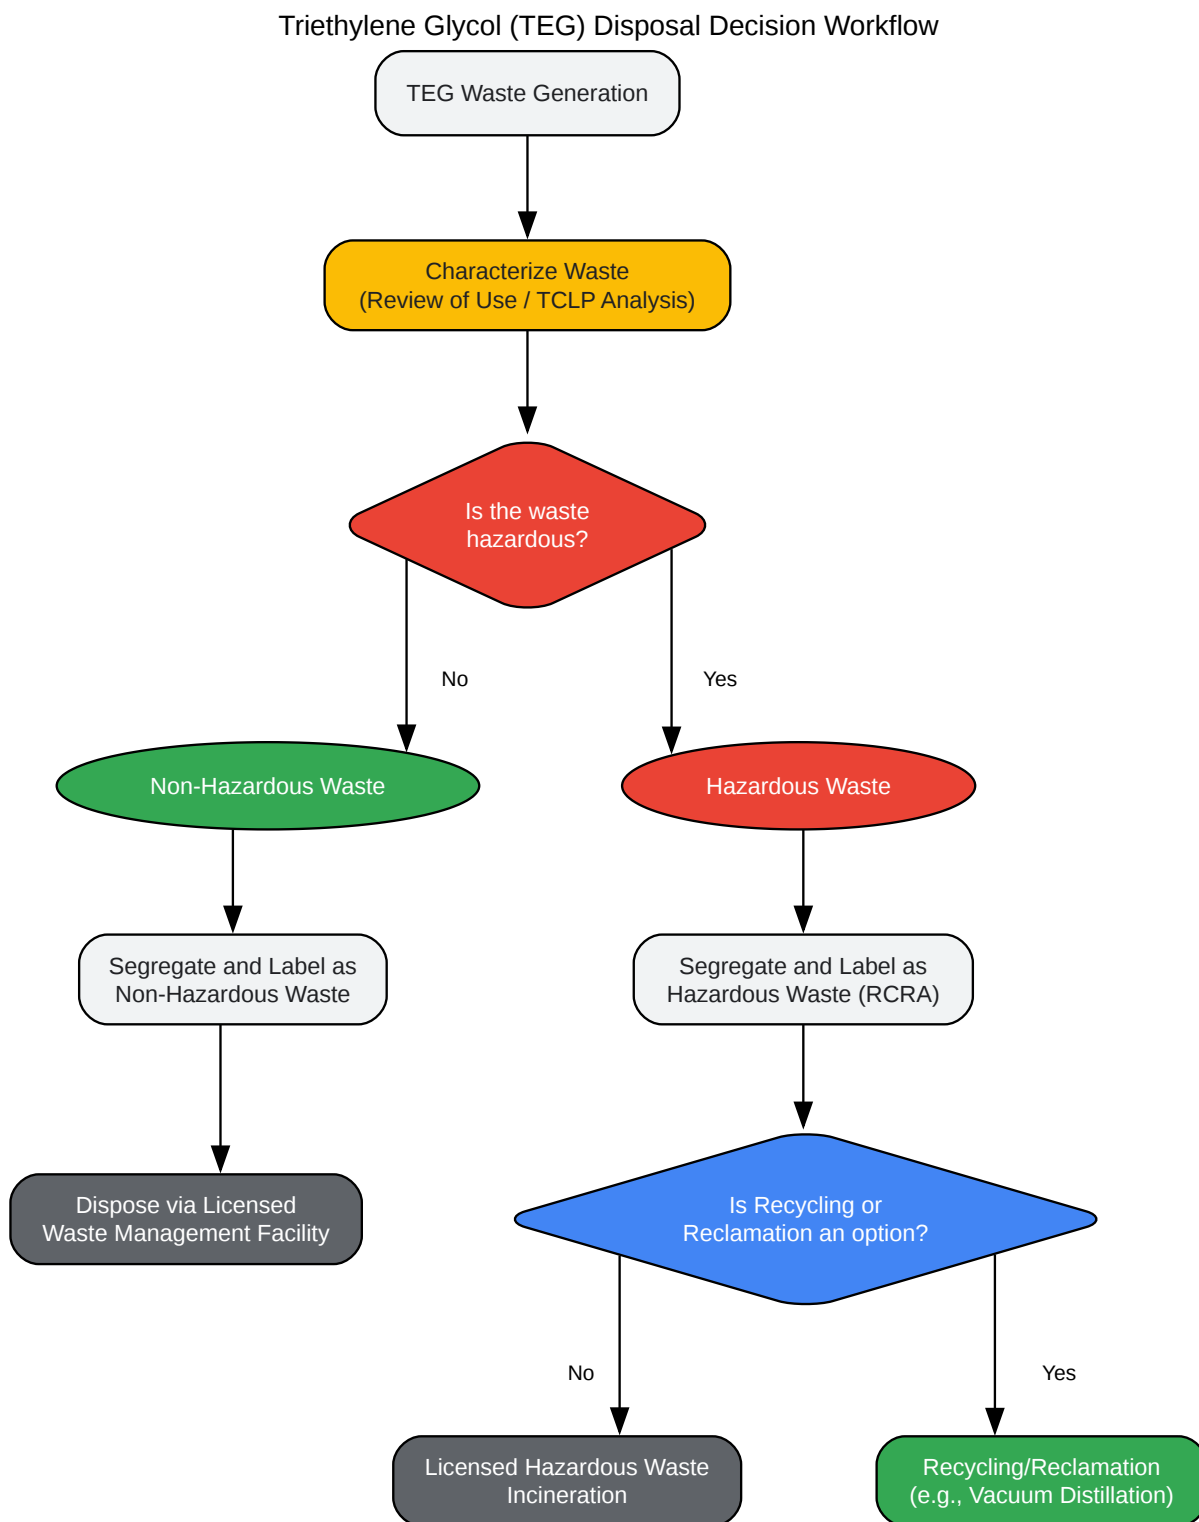 Triethylene Glycol (TEG) Disposal Decision Workflow
TEG Waste Generation
Characterize Waste
(Review of Use / TCLP Analysis)
Is the waste
hazardous?
No
Yes
Non-Hazardous Waste
Hazardous Waste
Segregate and Label as
Non-Hazardous Waste
Segregate and Label as
Hazardous Waste (RCRA)
Dispose via Licensed
Waste Management Facility
Is Recycling or
Reclamation an option?
No
Yes
Licensed Hazardous Waste
Incineration
Recycling/Reclamation
(e.g., Vacuum Distillation)